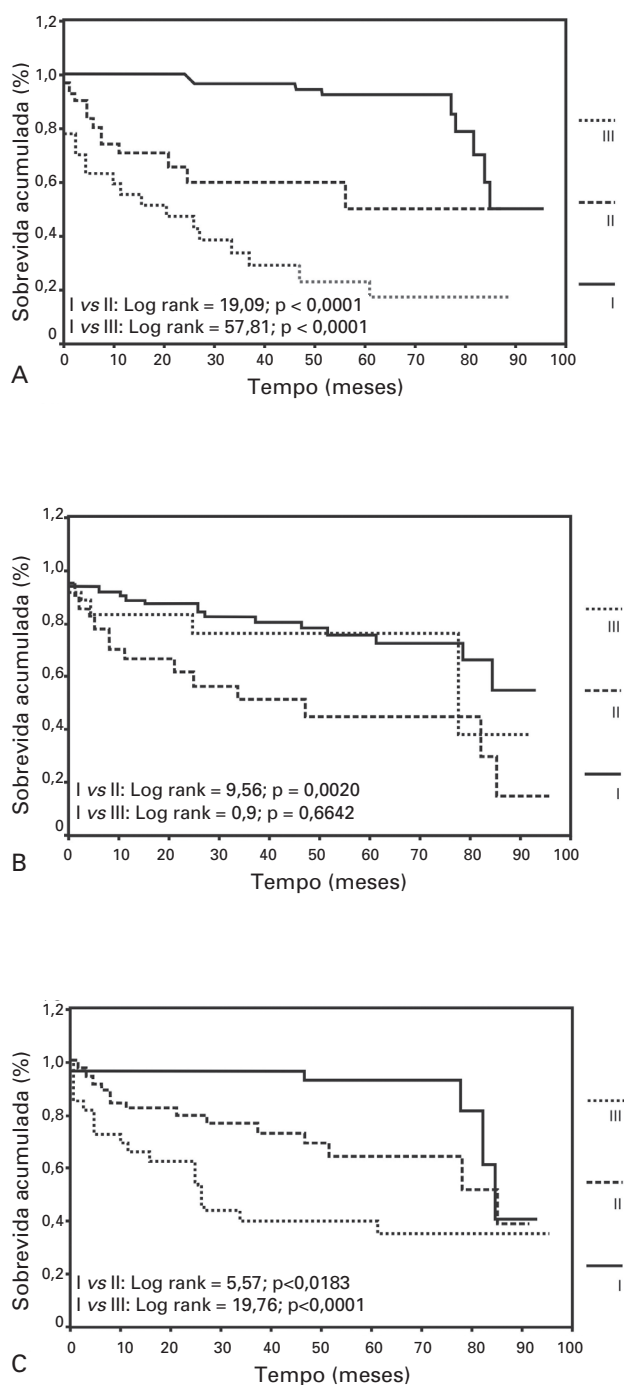 1,2
1,0
0,8
0,6
0,4
0,2
0
Sobrevida acumulada (%)
I vs II: Log rank = 19,09; p < 0,0001
I vs III: Log rank = 57,81; p < 0,0001
0 10 20 30 40 50 60 70 80 90 100
Tempo (meses)
III
II
I
A
1,2
1,0
0,8
0,6
0,4
0,2
0
Sobrevida acumulada (%)
I vs II: Log rank = 9,56; p = 0,0020
I vs III: Log rank = 0,9; p = 0,6642
0 10 20 30 40 50 60 70 80 90 100
Tempo (meses)
III
II
I
B
1,2
1,0
0,8
0,6
0,4
0,2
0
Sobrevida acumulada (%)
I vs II: Log rank = 5,57; p<0,0183
I vs III: Log rank = 19,76; p<0,0001
0 10 20 30 40 50 60 70 80 90 100
Tempo (meses)
III
II
I
C